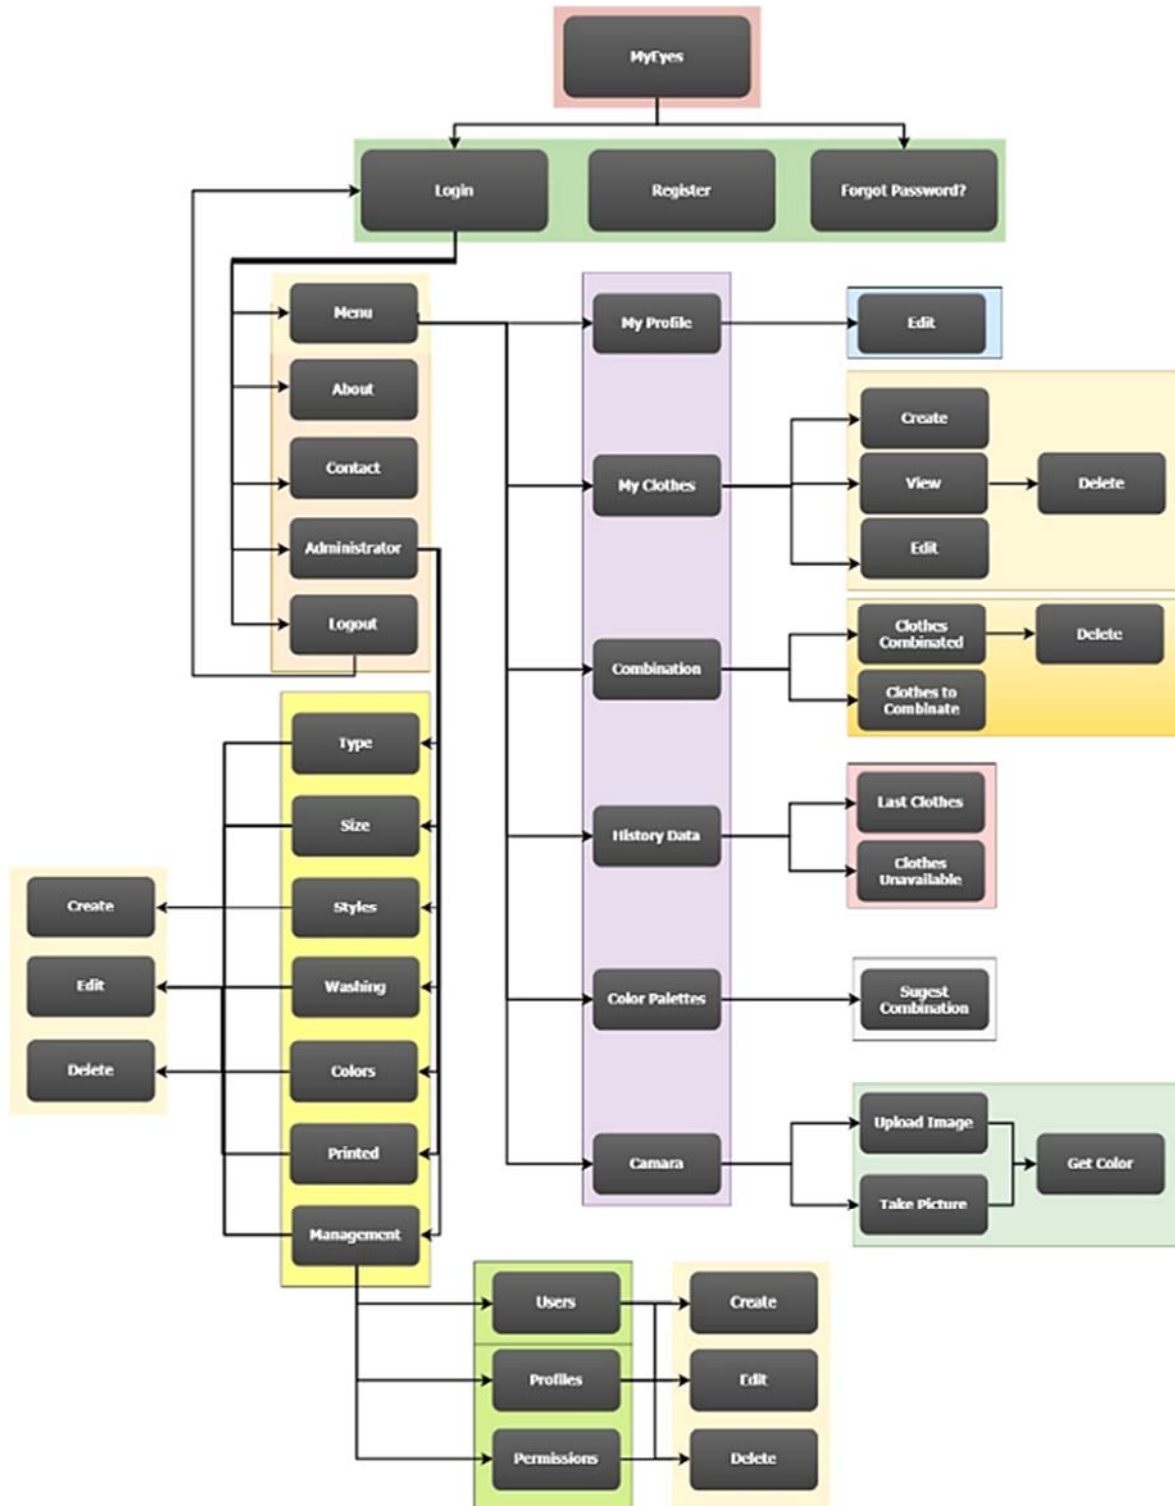 MyEyes
Login
Register
Forgot Password?
Menu
About
Contact
Administrator
Logout
My Profile
Edit
My Clothes
Create
View
Delete
Edit
Combination
Clothes
Combinated
Delete
Clothes to
Combinate
History Data
Last Clothes
Clothes
Unavailable
Color Palettes
Sugest
Combination
Camara
Upload Image
Take Picture
Get Color
Type
Size
Styles
Washing
Colors
Printed
Management
Create
Edit
Delete
Users
Profiles
Permissions
Create
Edit
Delete